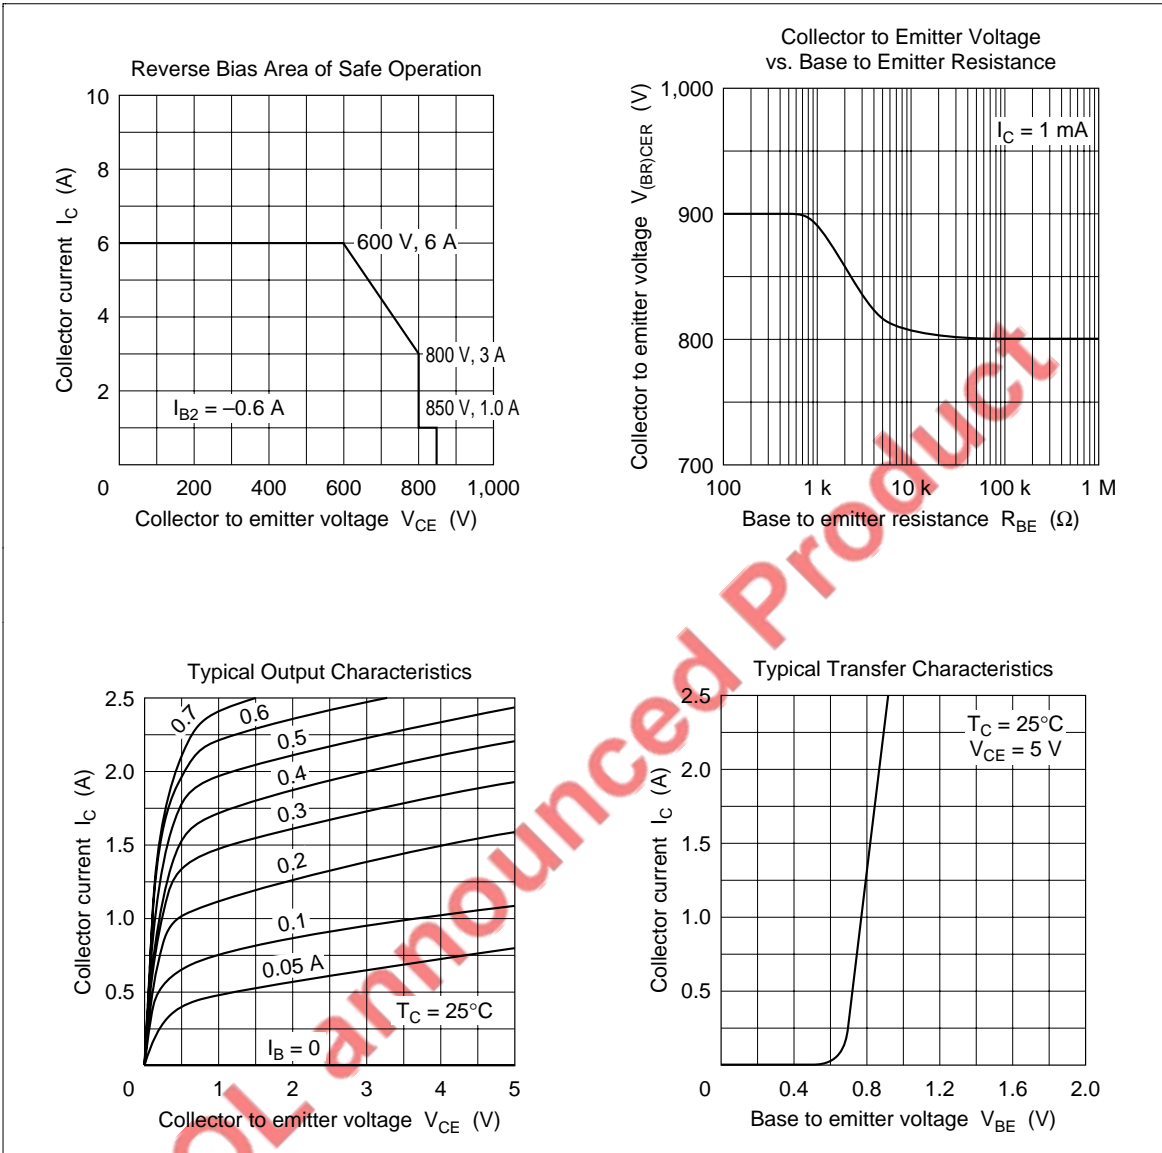 Reverse Bias Area of Safe Operation
10
8
6
4
2
0
200
400
600
800
1,000
Collector current I_C (A)
600 V, 6 A
800 V, 3 A
850 V, 1.0 A
I_B2 = –0.6 A
Collector to emitter voltage V_CE (V)
Collector to Emitter Voltage
vs. Base to Emitter Resistance
1,000
900
800
700
100
1 k
10 k
100 k
1 M
Collector to emitter voltage V_(BR)CER (V)
I_C = 1 mA
Base to emitter resistance R_BE (Ω)
Typical Output Characteristics
2.5
2.0
1.5
1.0
0.5
0
1
2
3
4
5
Collector current I_C (A)
0.7
0.6
0.5
0.4
0.3
0.2
0.1
0.05 A
T_C = 25°C
I_B = 0
Collector to emitter voltage V_CE (V)
Typical Transfer Characteristics
2.5
2.0
1.5
1.0
0.5
0
0.4
0.8
1.2
1.6
2.0
Collector current I_C (A)
T_C = 25°C
V_CE = 5 V
Base to emitter voltage V_BE (V)
OL announced Product